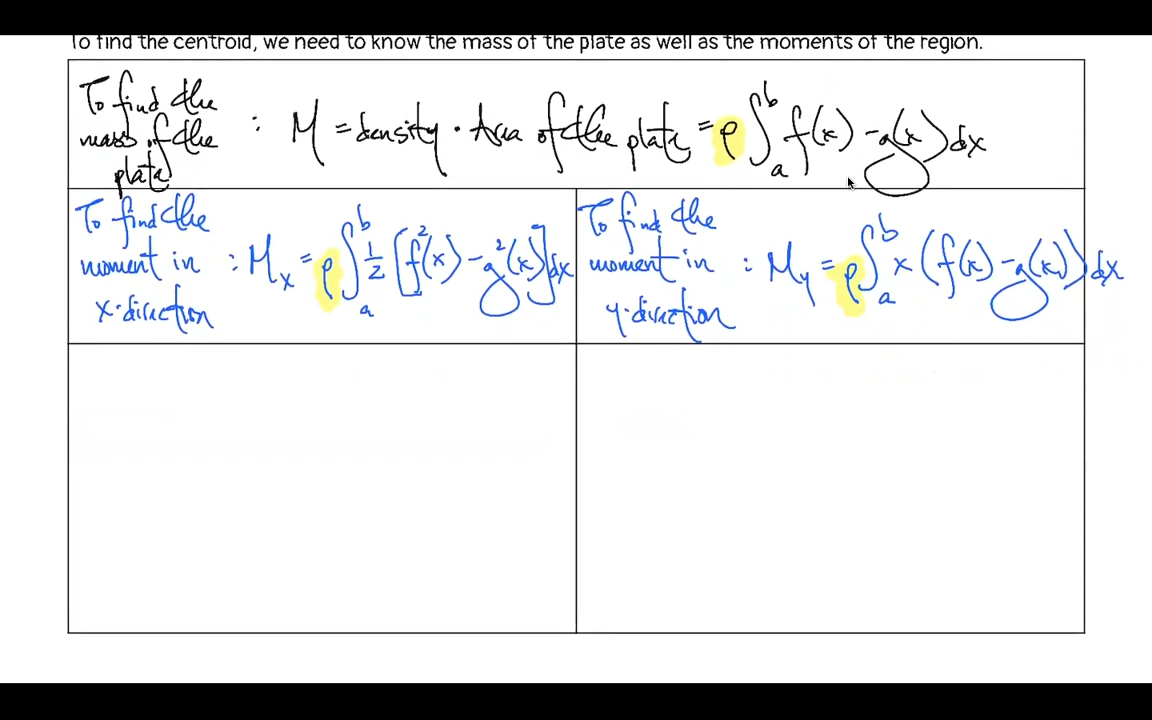 To find the centroid, we need to know the mass of the plate as well as the moments of the region.
To find the
mass of the
plate
: M = density · Area of the plate = ρ ∫_a^b f(x) - g(x) dx
To find the
moment in
x-direction
: M_x = ρ ∫_a^b 1/2 [f²(x) - g²(x)] dx
To find the
moment in
y-direction
: M_y = ρ ∫_a^b x (f(x) - g(x)) dx